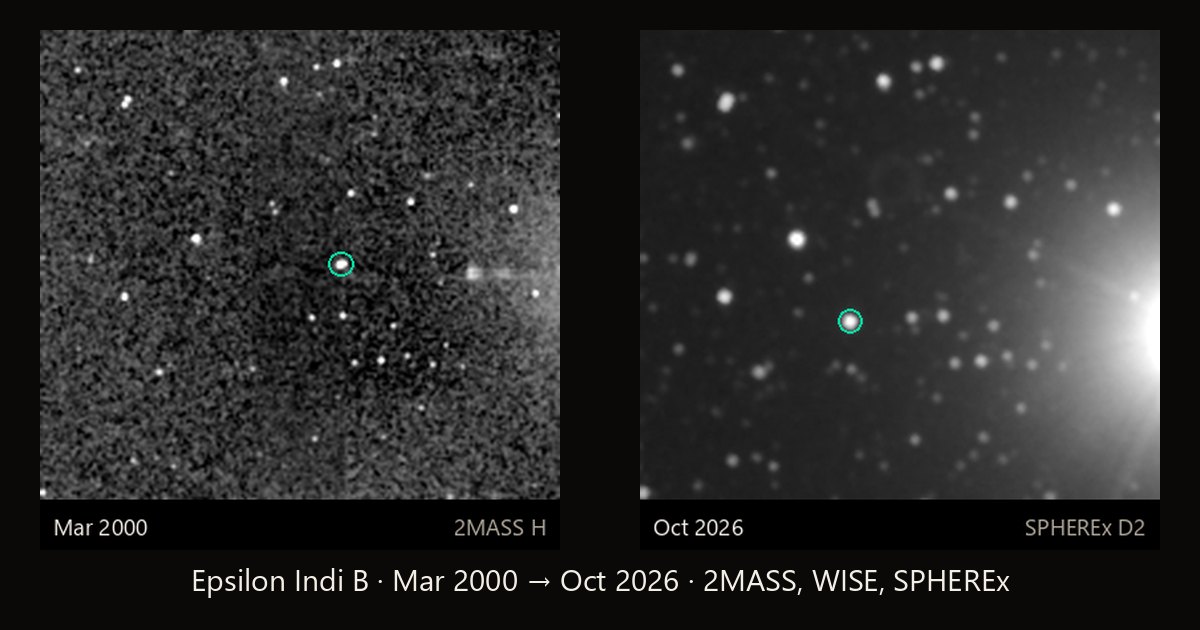 Mar 2000
2MASS H
Oct 2026
SPHEREx D2
Epsilon Indi B · Mar 2000 → Oct 2026 · 2MASS, WISE, SPHEREx